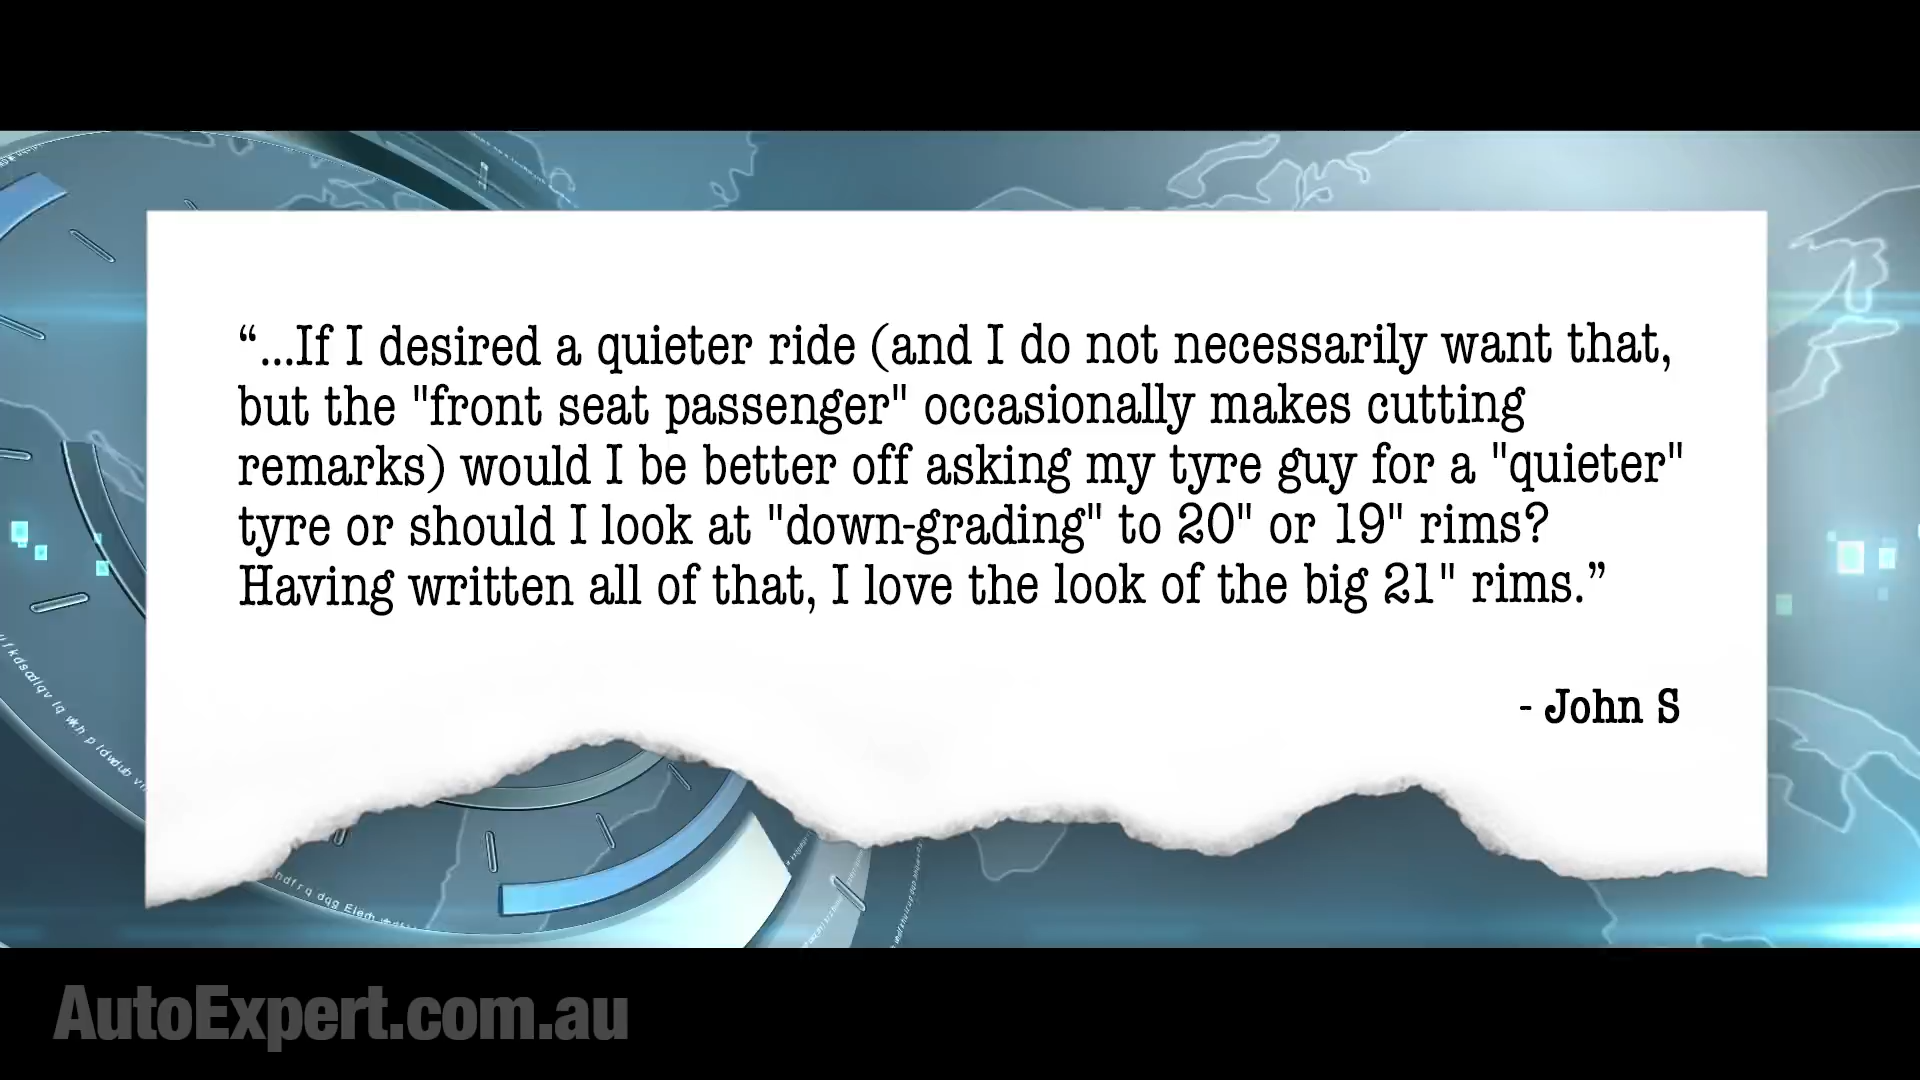 “...If I desired a quieter ride (and I do not necessarily want that,
but the "front seat passenger" occasionally makes cutting
remarks) would I be better off asking my tyre guy for a "quieter"
tyre or should I look at "down-grading" to 20" or 19" rims?
Having written all of that, I love the look of the big 21" rims.”
- John S
AutoExpert.com.au